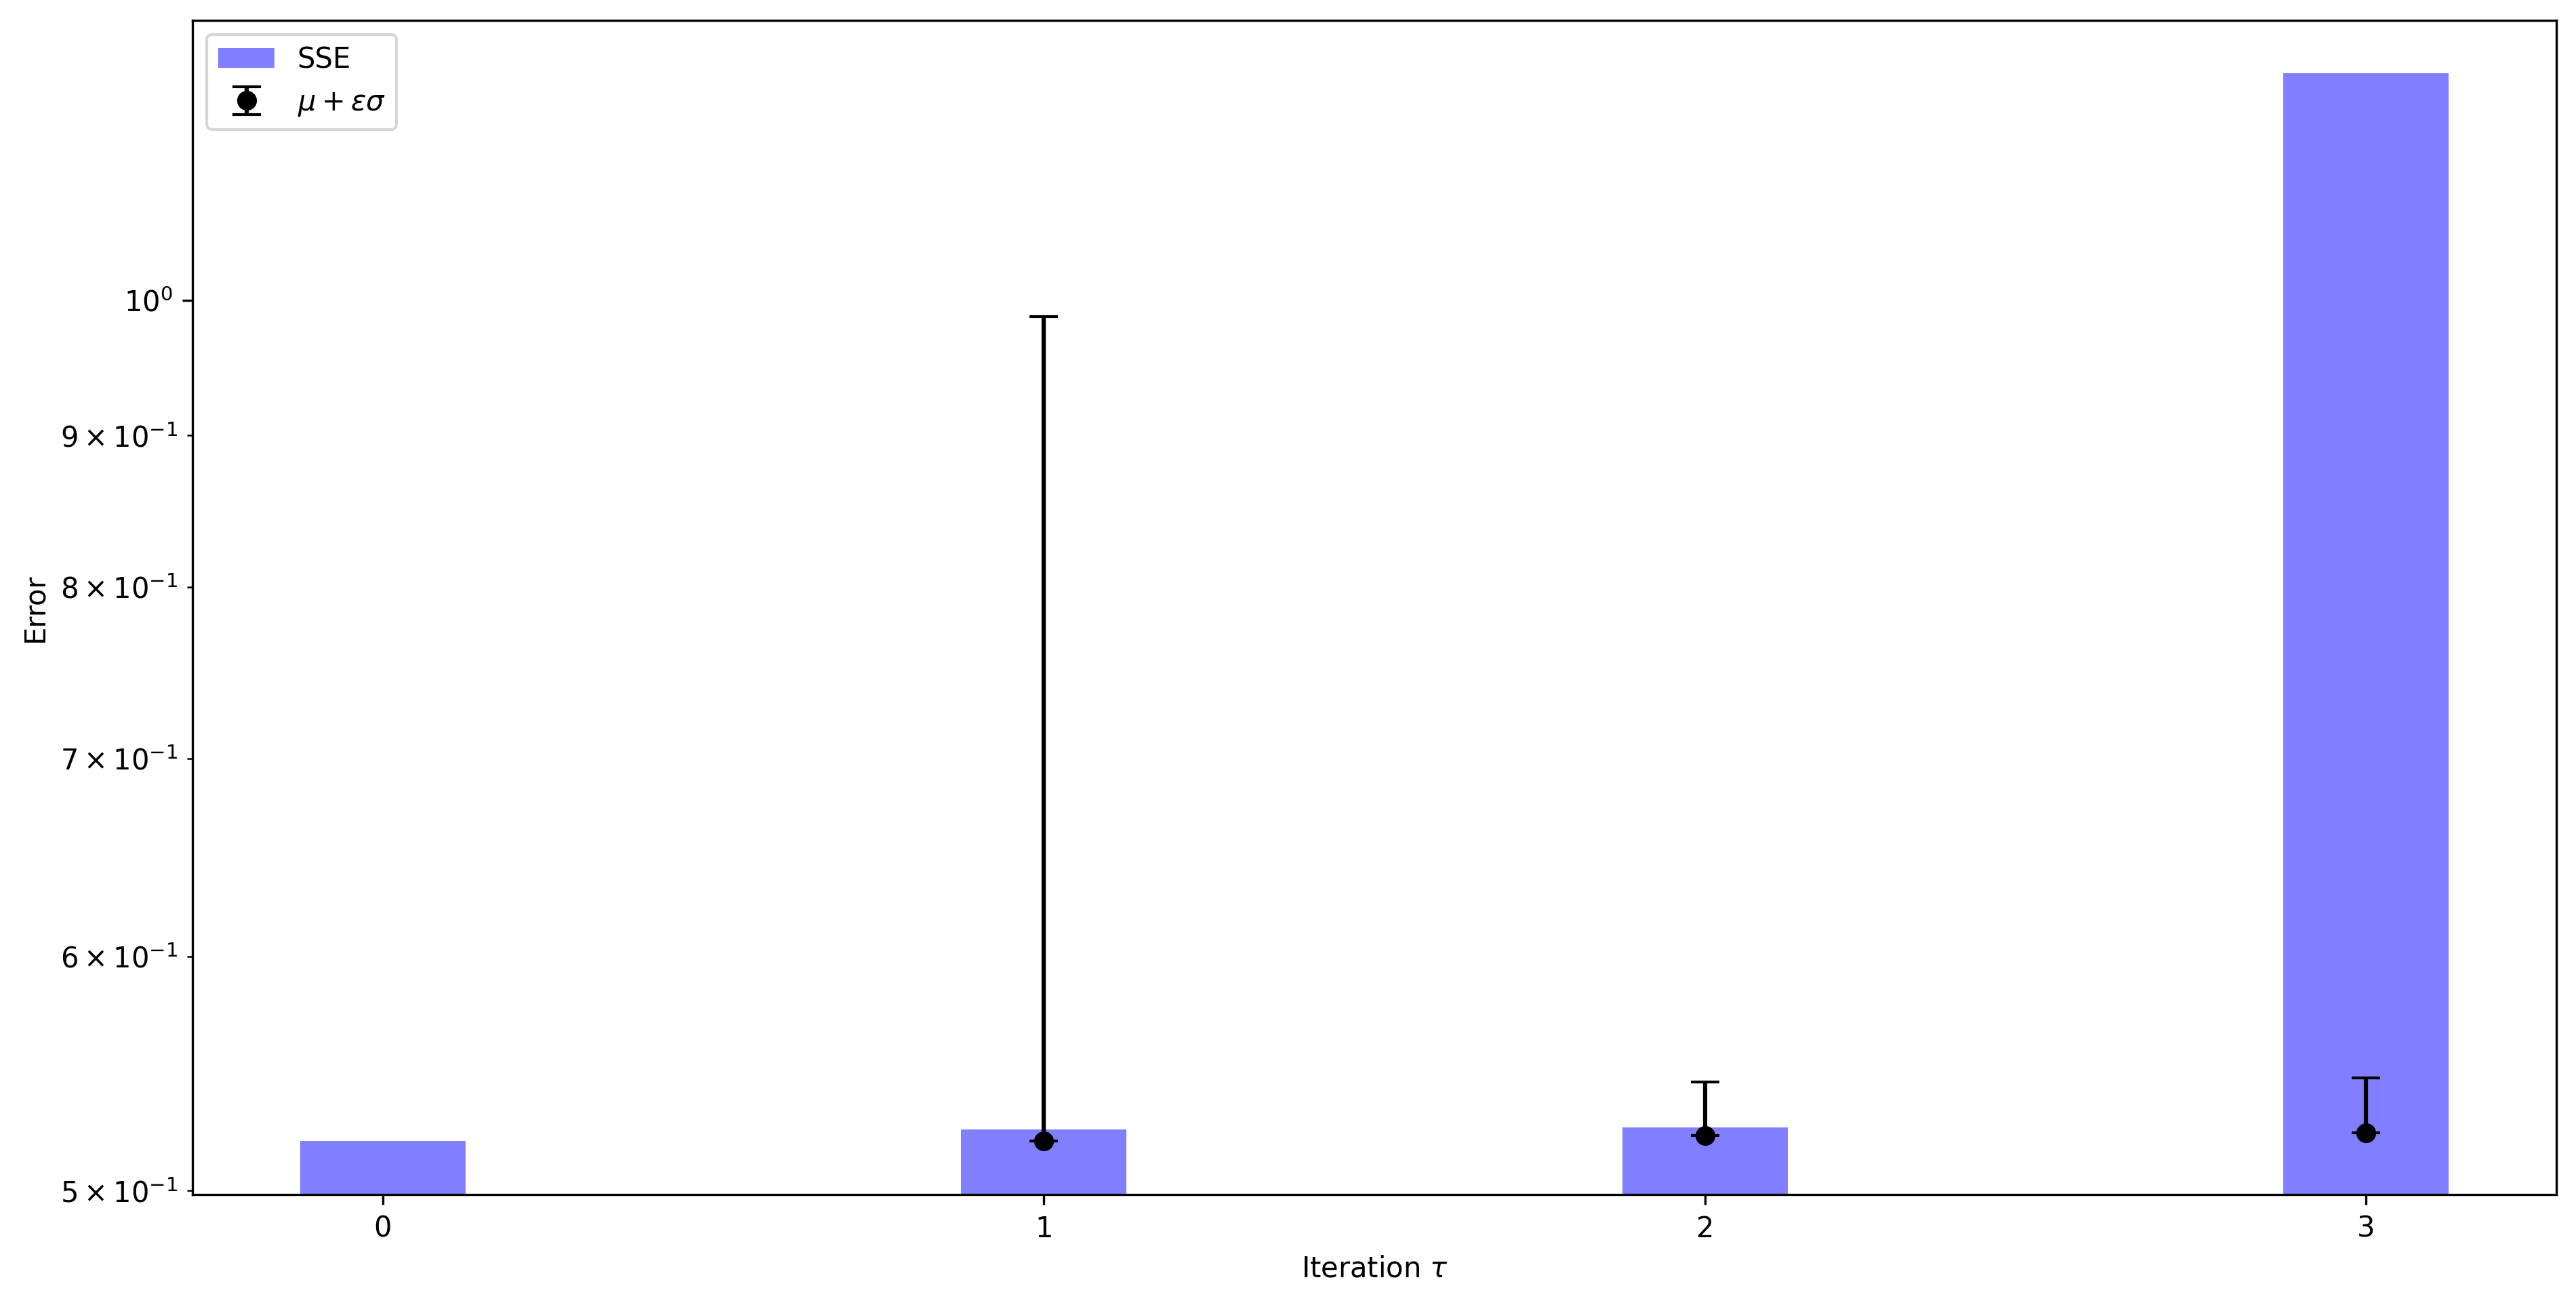 SSE
μ + εσ
10⁰
9 × 10⁻¹
8 × 10⁻¹
7 × 10⁻¹
6 × 10⁻¹
5 × 10⁻¹
Error
0 1 2 3
Iteration τ